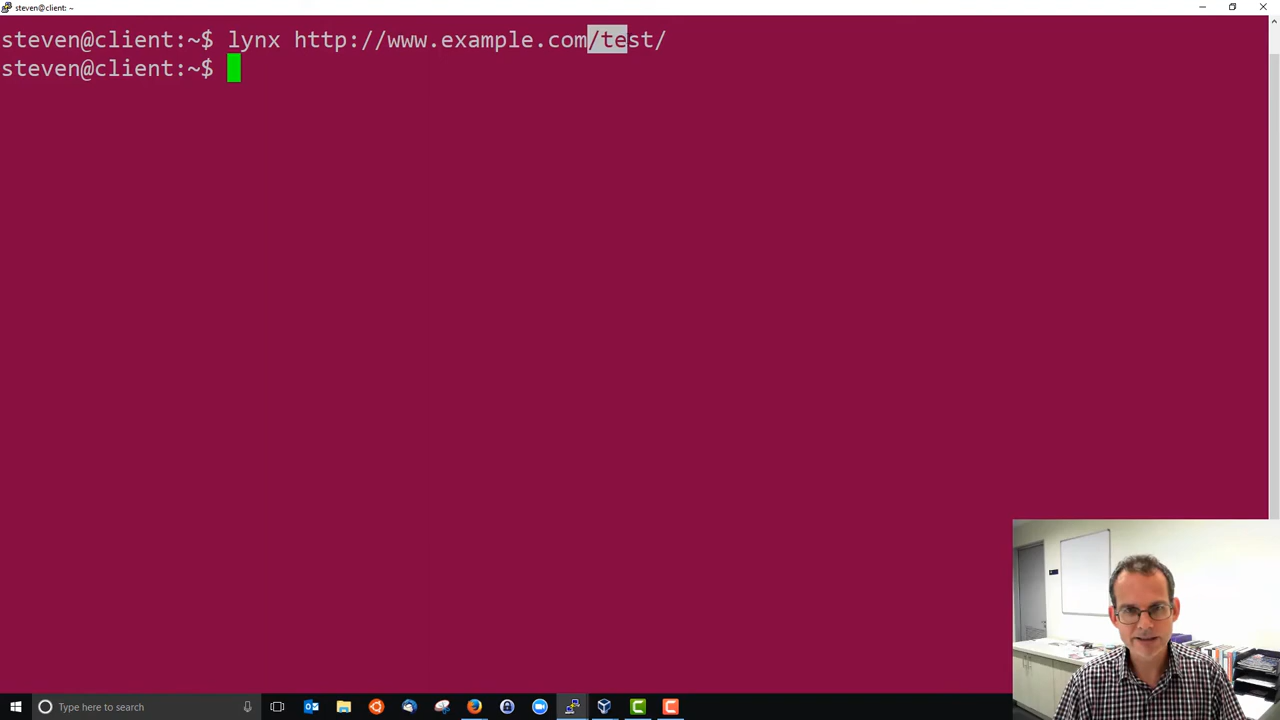 steven@client: ~
steven@client:~$ lynx http://www.example.com/test/
steven@client:~$
Type here to search